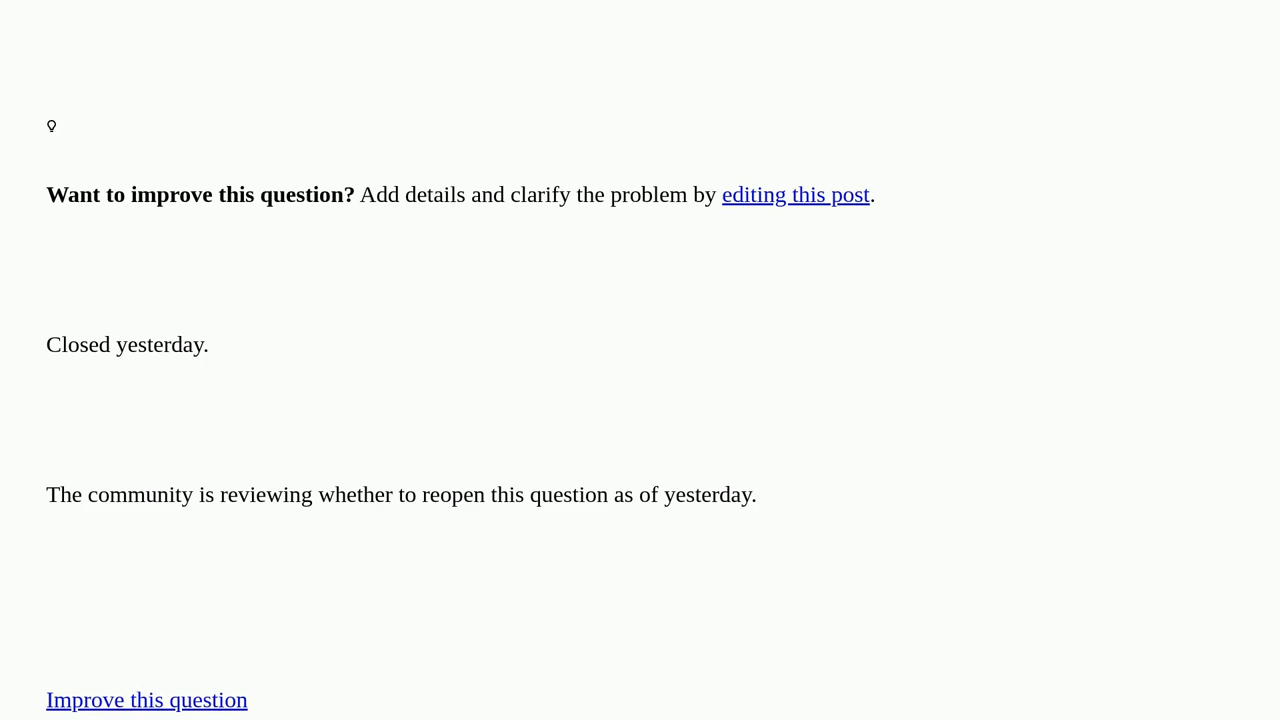 Want to improve this question? Add details and clarify the problem by editing this post.
Closed yesterday.
The community is reviewing whether to reopen this question as of yesterday.
Improve this question